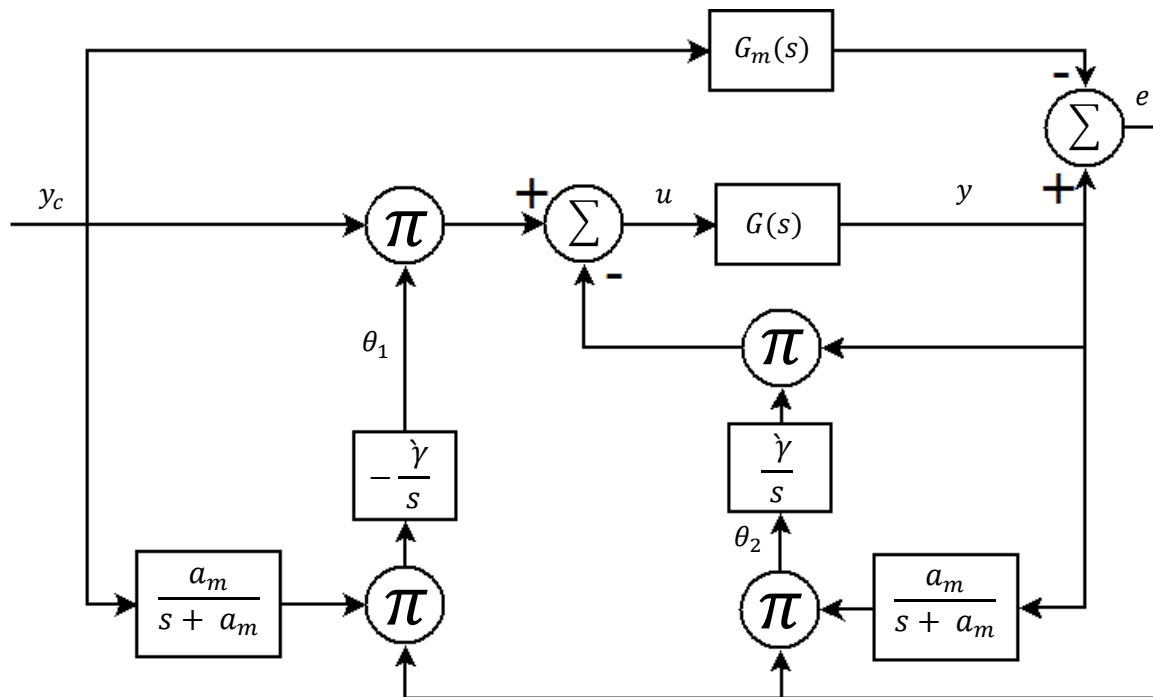 G_m(s)
-
∑
e
+
y_c
π
+
∑
u
G(s)
y
-
π
θ_1
-γ̀/s
γ̀/s
θ_2
a_m/(s + a_m)
π
π
a_m/(s + a_m)